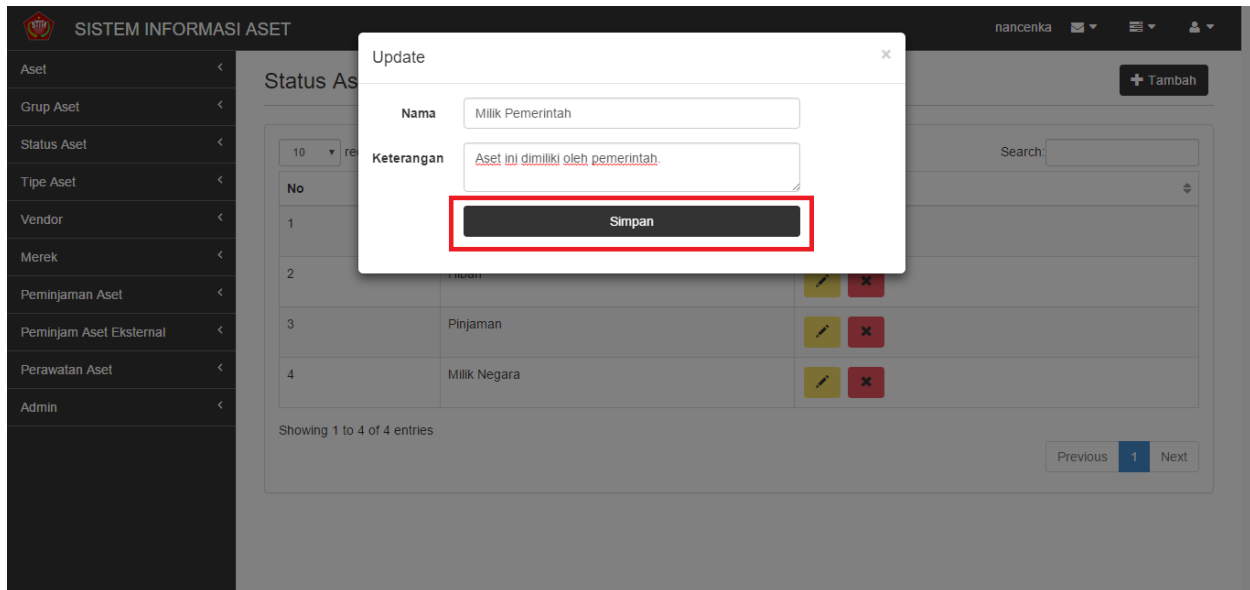 SISTEM INFORMASI ASET
nancenka
Aset
Grup Aset
Status Aset
Tipe Aset
Vendor
Merek
Peminjaman Aset
Peminjam Aset Eksternal
Perawatan Aset
Admin
Update
×
Nama
Milik Pemerintah
Keterangan
Aset ini dimiliki oleh pemerintah.
Simpan
Status As
Tambah
10
re
Search:
No
1
2
Hibah
3
Pinjaman
4
Milik Negara
Showing 1 to 4 of 4 entries
Previous 1 Next